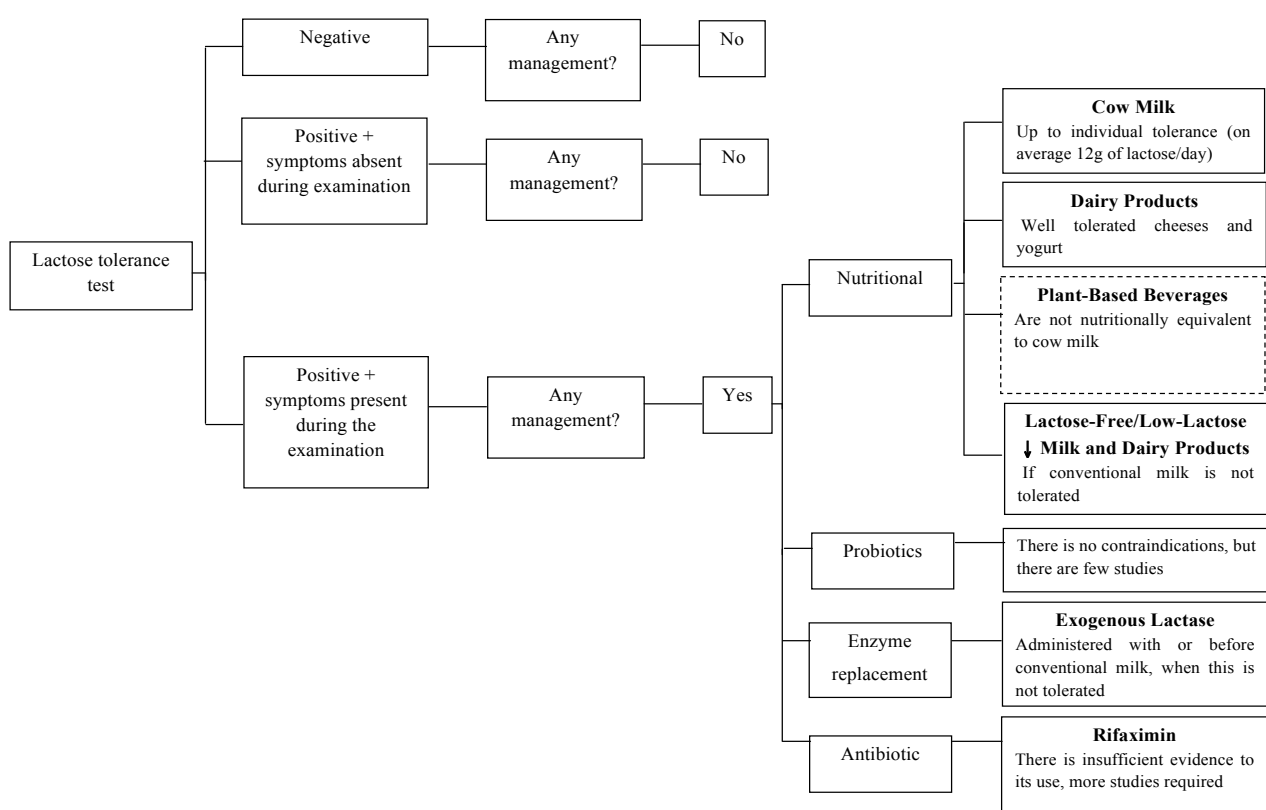 Lactose tolerance
test
Negative
Any
management?
No
Positive +
symptoms absent
during examination
Any
management?
No
Positive +
symptoms present
during the
examination
Any
management?
Yes
Nutritional
Cow Milk
Up to individual tolerance (on
average 12g of lactose/day)
Dairy Products
Well tolerated cheeses and
yogurt
Plant-Based Beverages
Are not nutritionally equivalent
to cow milk
Lactose-Free/Low-Lactose
↓ Milk and Dairy Products
If conventional milk is not
tolerated
Probiotics
There is no contraindications, but
there are few studies
Enzyme
replacement
Exogenous Lactase
Administered with or before
conventional milk, when this is
not tolerated
Antibiotic
Rifaximin
There is insufficient evidence to
its use, more studies required